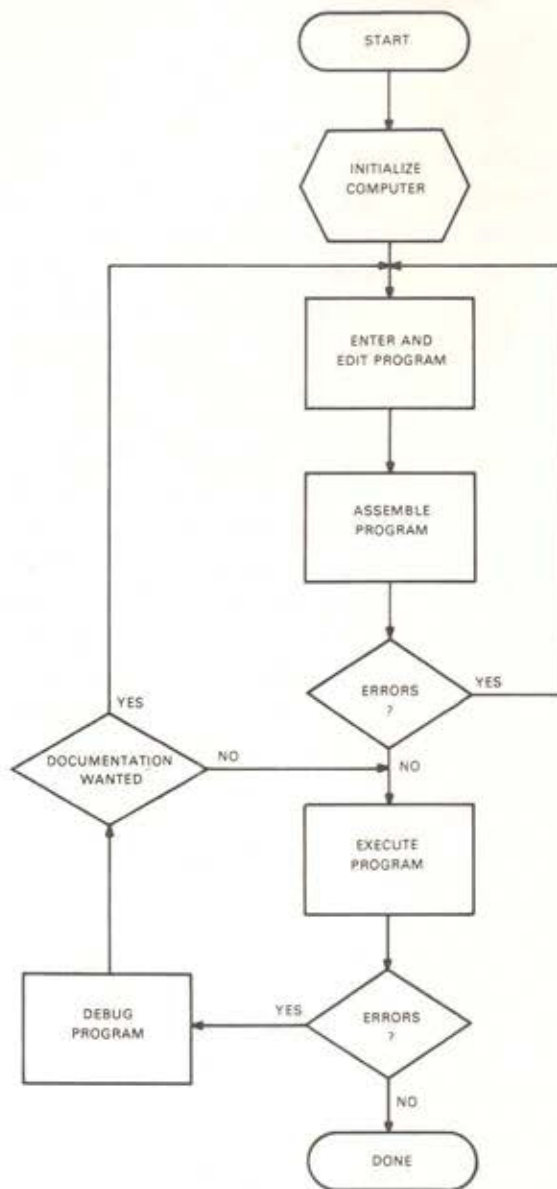 START
INITIALIZE
COMPUTER
ENTER AND
EDIT PROGRAM
ASSEMBLE
PROGRAM
ERRORS
?
YES
NO
YES
DOCUMENTATION
WANTED
NO
EXECUTE
PROGRAM
ERRORS
?
YES
NO
DEBUG
PROGRAM
DONE